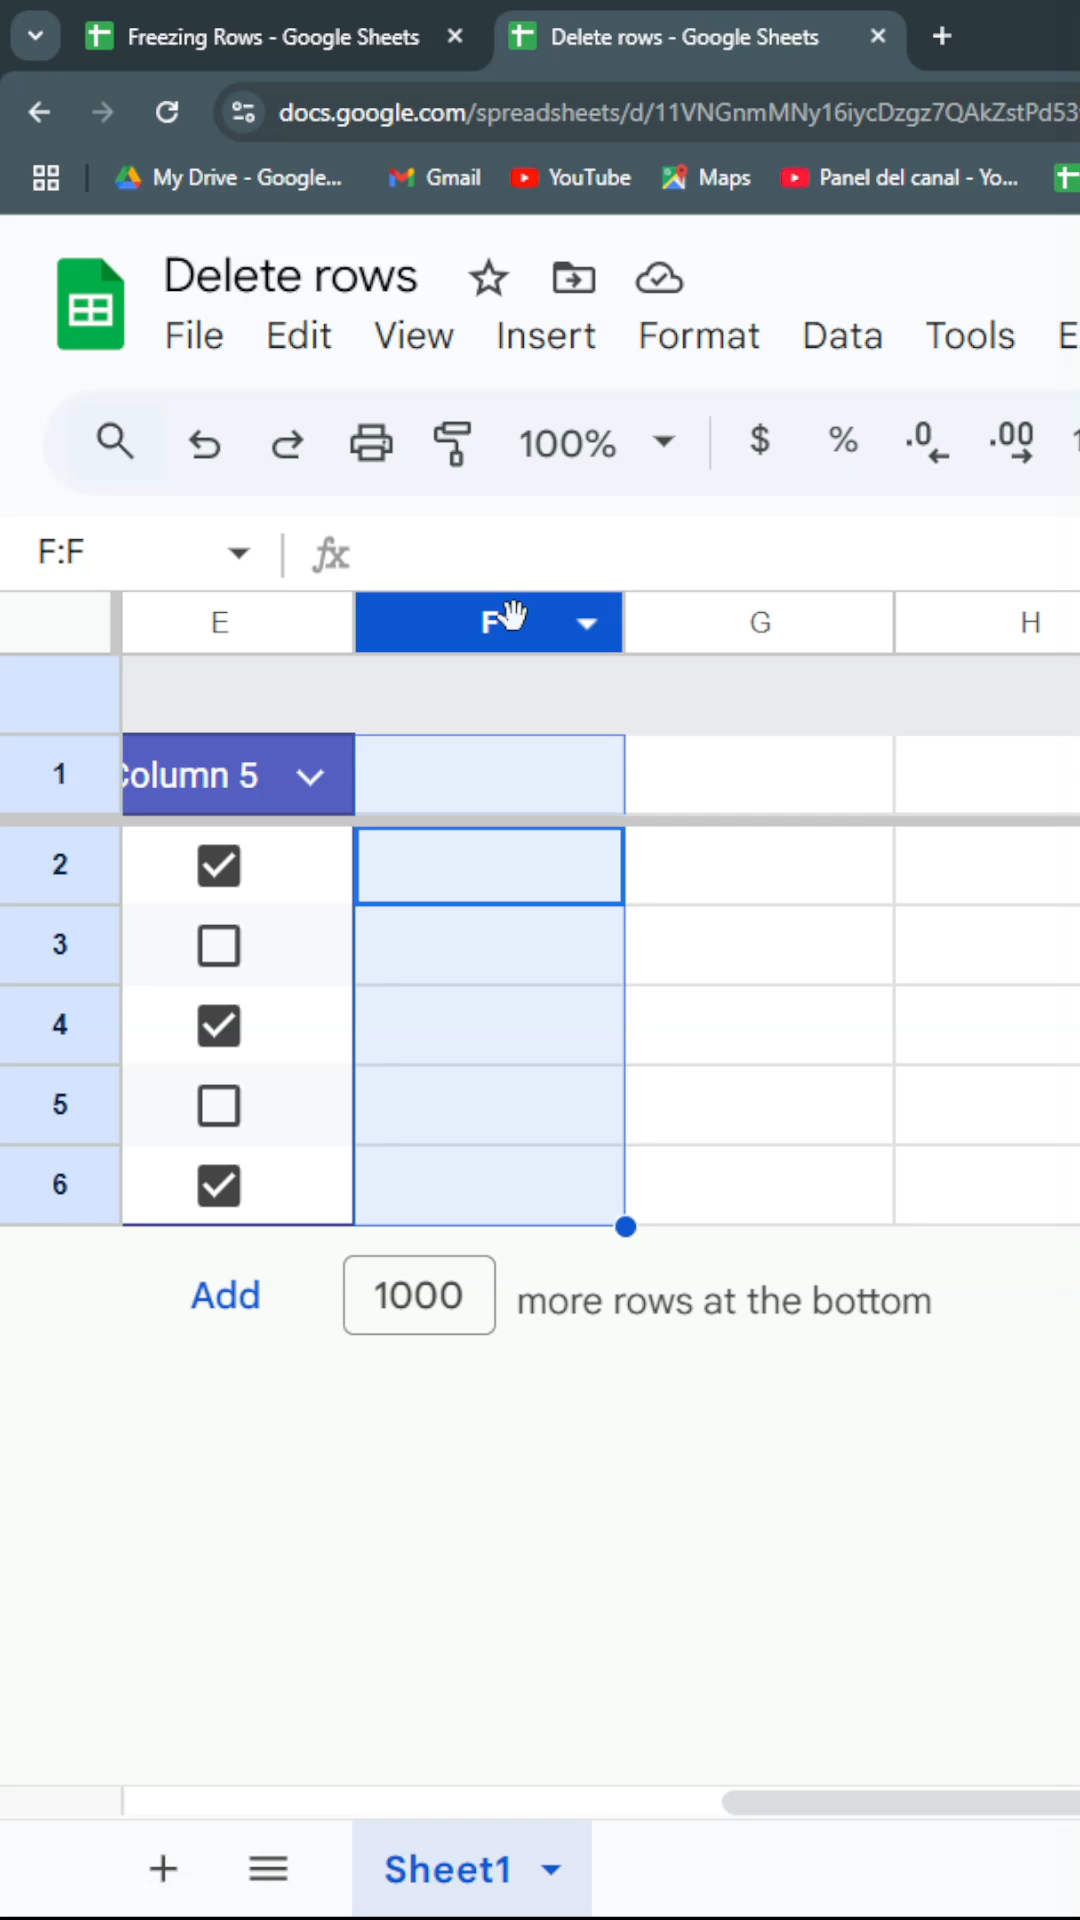 Freezing Rows - Google Sheets
Delete rows - Google Sheets
docs.google.com/spreadsheets/d/11VNGnmMNy16iycDzgz7QAkZstPd53
My Drive - Google...
Gmail
YouTube
Maps
Panel del canal - Yo...
Delete rows
File Edit View Insert Format Data Tools E
100% $ % .0 .00 1
F:F fx
E F G H
1 Column 5
2
3
4
5
6
Add 1000 more rows at the bottom
Sheet1